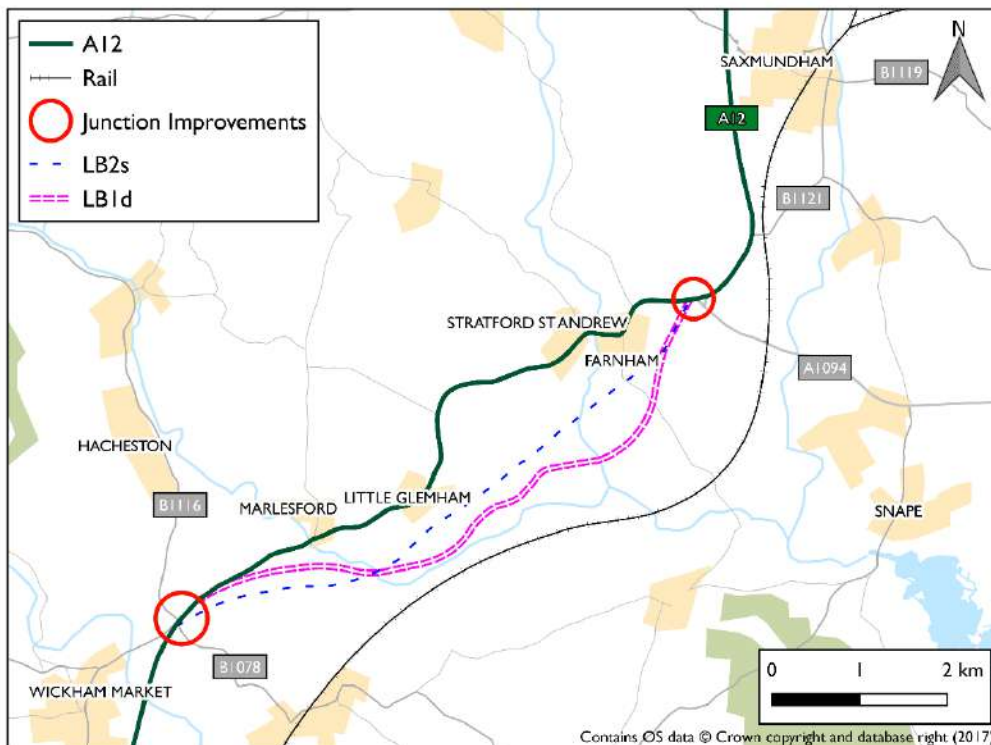 A12
Rail
Junction Improvements
LB2s
LB1d
N
SAXMUNDHAM
B1119
A12
B1121
STRATFORD ST ANDREW
FARNHAM
A1094
HACHESTON
B1116
MARLESFORD
LITTLE GLEMHAM
SNAPE
B1078
WICKHAM MARKET
0 1 2 km
Contains OS data © Crown copyright and database right (2017)